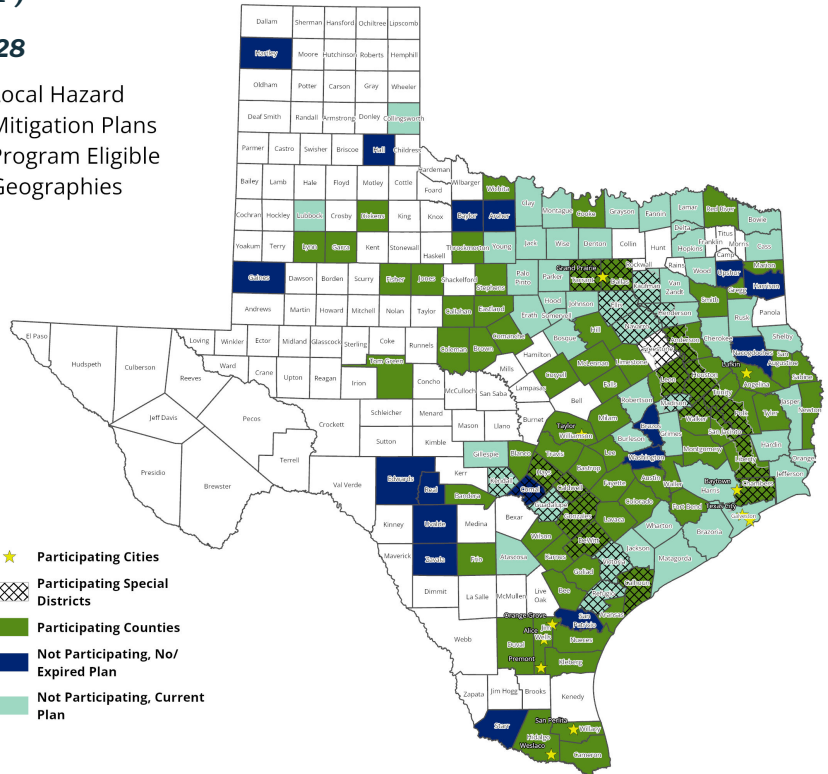 28
ocal Hazard
Mitigation Plans
Program Eligible
Geographies
Dallam Sherman Hansford Ochiltree Lipscomb
Hartley Moore Hutchinson Roberts Hemphill
Oldham Potter Carson Gray Wheeler
Deaf Smith Randall Armstrong Donley Collingsworth
Parmer Castro Swisher Briscoe Hall Childress
Hardeman
Bailey Lamb Hale Floyd Motley Cottle Foard Wilbarger Wichita Clay Montague Cooke Grayson Fannin Lamar Red River Bowie
Cochran Hockley Lubbock Crosby Dickens King Knox Baylor Archer Delta Titus Franklin Morris Cass
Yoakum Terry Lynn Garza Kent Stonewall Haskell Throckmorton Young Jack Wise Denton Collin Hunt Hopkins Camp Marion
Gaines Dawson Borden Scurry Fisher Jones Shackelford Stephens Palo Pinto Parker Grand Prairie Tarrant Dallas Rockwall Kaufman Rains Van Zandt Wood Upshur Gregg Harrison
Andrews Martin Howard Mitchell Nolan Taylor Callahan Eastland Erath Hood Somervell Johnson Ellis Henderson Smith Rusk Panola
El Paso Hudspeth Culberson Reeves Loving Winkler Ector Midland Glasscock Sterling Coke Runnels Coleman Brown Comanche Bosque Hill Navarro Anderson Cherokee Nacogdoches Shelby
Ward Crane Upton Reagan Tom Green Irion Concho McCulloch San Saba Mills Hamilton Coryell McLennan Limestone Leon Houston Lufkin Angelina San Augustine Sabine
Jeff Davis Pecos Crockett Schleicher Menard Mason Llano Lampasas Burnet Bell Falls Robertson Madison Trinity Polk Tyler Jasper Newton
Presidio Brewster Terrell Sutton Kimble Gillespie Blanco Travis Taylor Williamson Milam Lee Burleson Brazos Grimes Walker San Jacinto Hardin Orange
Val Verde Edwards Real Kerr Bandera Kendall Comal Hays Caldwell Bastrop Fayette Washington Austin Waller Montgomery Harris Liberty Baytown Chambers Jefferson
Kinney Uvalde Medina Bexar Guadalupe Gonzales Lavaca Colorado Wharton Fort Bend Brazoria Texas City Galveston
Maverick Zavala Frio Atascosa Wilson Karnes DeWitt Jackson Matagorda
Dimmit La Salle McMullen Live Oak Bee Goliad Victoria Calhoun Refugio
Webb Duval Orange Grove Alice Jim Wells San Patricio Aransas Nueces
Premont Kleberg
Zapata Jim Hogg Brooks Kenedy
Starr Hidalgo San Perlita Willacy
Weslaco Cameron
Participating Cities
Participating Special
Districts
Participating Counties
Not Participating, No/
Expired Plan
Not Participating, Current
Plan